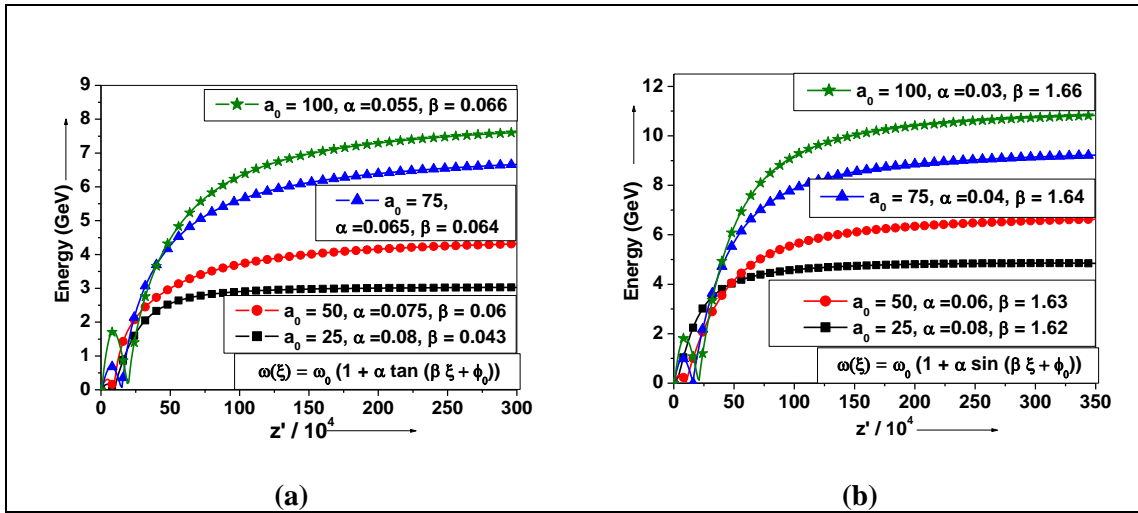 9
8
7
6
5
4
3
2
1
0
Energy (GeV)
a₀ = 100, α =0.055, β = 0.066
a₀ = 75,
α =0.065, β = 0.064
a₀ = 50, α =0.075, β = 0.06
a₀ = 25, α =0.08, β = 0.043
ω(ξ) = ω₀ (1 + α tan (β ξ + ϕ₀))
0 50 100 150 200 250 300
z' / 10⁴
(a)
12
10
8
6
4
2
0
Energy (GeV)
a₀ = 100, α =0.03, β = 1.66
a₀ = 75, α =0.04, β = 1.64
a₀ = 50, α =0.06, β = 1.63
a₀ = 25, α =0.08, β = 1.62
ω(ξ) = ω₀ (1 + α sin (β ξ + ϕ₀))
0 50 100 150 200 250 300 350
z' / 10⁴
(b)